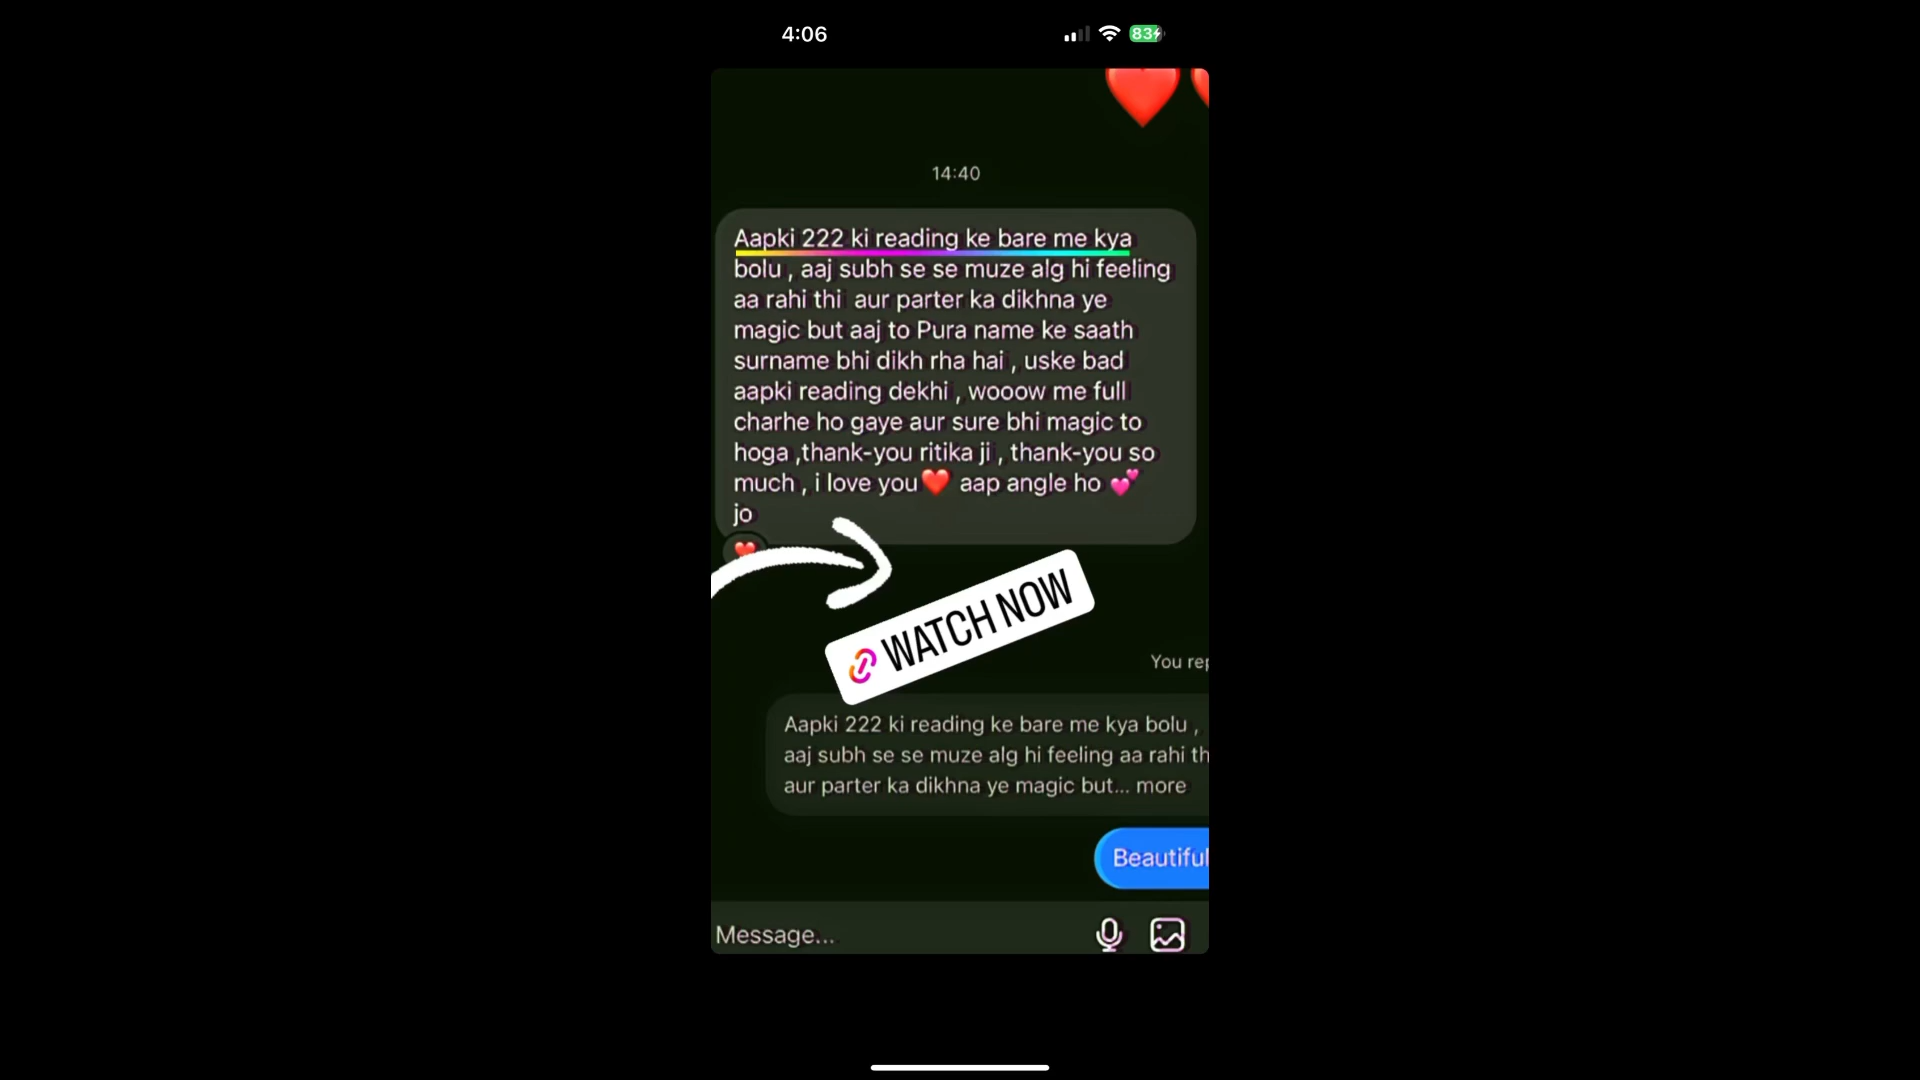 4:06
83
14:40
Aapki 222 ki reading ke bare me kya
bolu , aaj subh se se muze alg hi feeling
aa rahi thi aur parter ka dikhna ye
magic but aaj to Pura name ke saath
surname bhi dikh rha hai , uske bad
aapki reading dekhi , wooow me full
charhe ho gaye aur sure bhi magic to
hoga ,thank-you ritika ji , thank-you so
much , i love you❤️ aap angle ho 💕
jo
WATCH NOW
You rep
Aapki 222 ki reading ke bare me kya bolu ,
aaj subh se se muze alg hi feeling aa rahi th
aur parter ka dikhna ye magic but... more
Beautiful
Message...